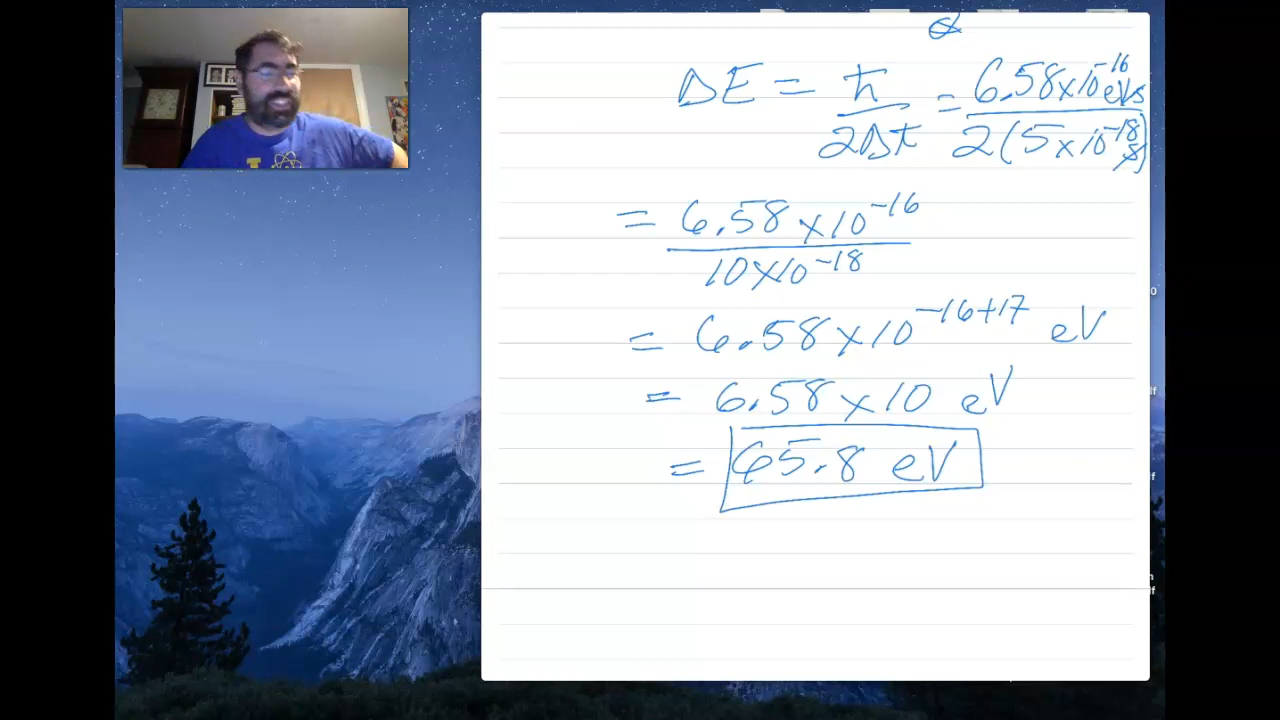 ΔE = ħ / 2Δt = 6.58×10⁻¹⁶ eVs / 2(5×10⁻¹⁸ s)
= 6.58×10⁻¹⁶ / 10×10⁻¹⁸
= 6.58×10⁻¹⁶⁺¹⁷ eV
= 6.58×10 eV
= 65.8 eV